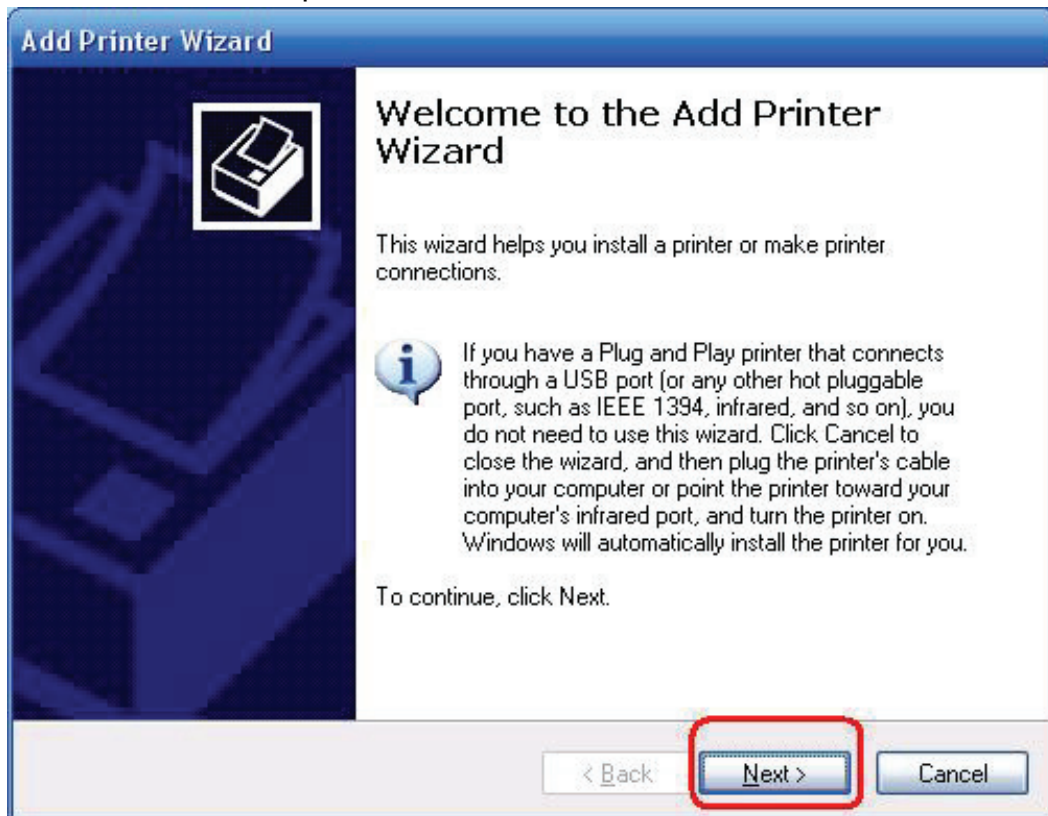 Add Printer Wizard
Welcome to the Add Printer
Wizard
This wizard helps you install a printer or make printer
connections.
If you have a Plug and Play printer that connects
through a USB port (or any other hot pluggable
port, such as IEEE 1394, infrared, and so on), you
do not need to use this wizard. Click Cancel to
close the wizard, and then plug the printer's cable
into your computer or point the printer toward your
computer's infrared port, and turn the printer on.
Windows will automatically install the printer for you.
To continue, click Next.
< Back Next > Cancel